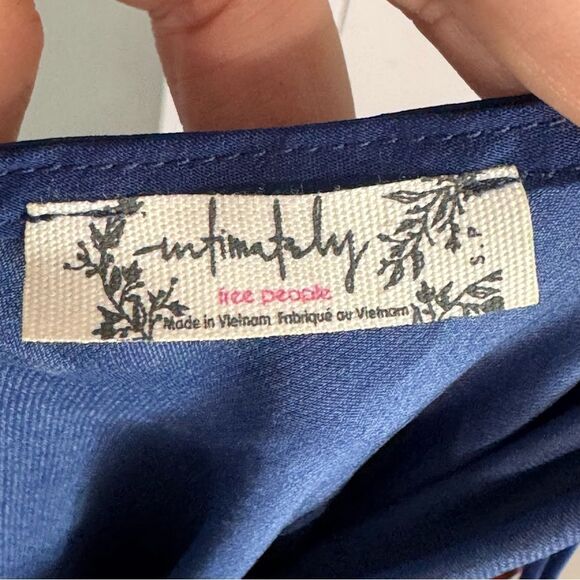 intimately
free people
Made in Vietnam Fabriqué au Vietnam
S.P